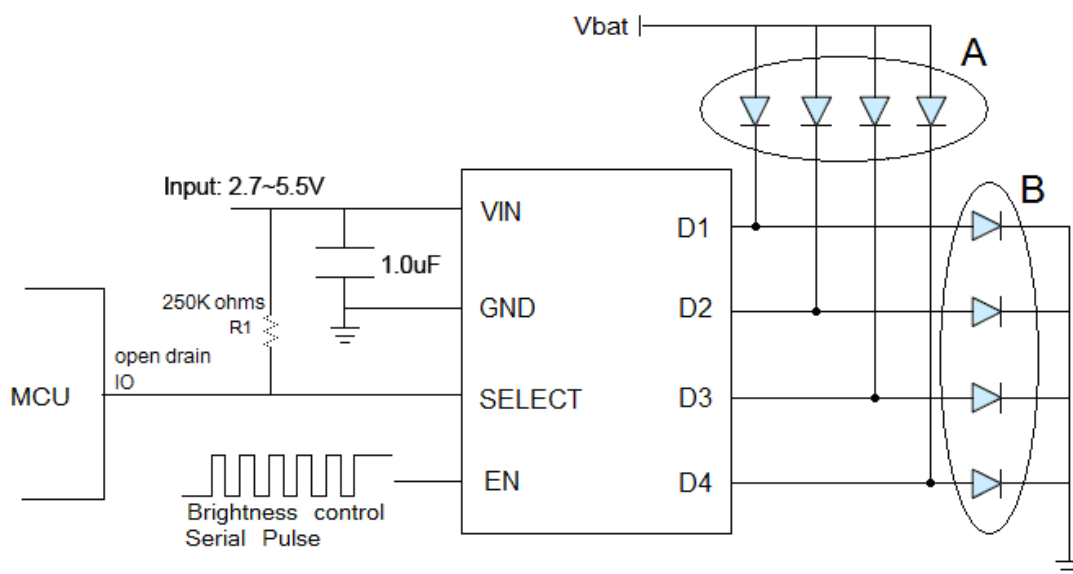 Vbat
A
Input: 2.7~5.5V
VIN
D1
B
1.0uF
250K ohms
R1
GND
D2
open drain
IO
MCU
SELECT
D3
EN
D4
Brightness control
Serial Pulse